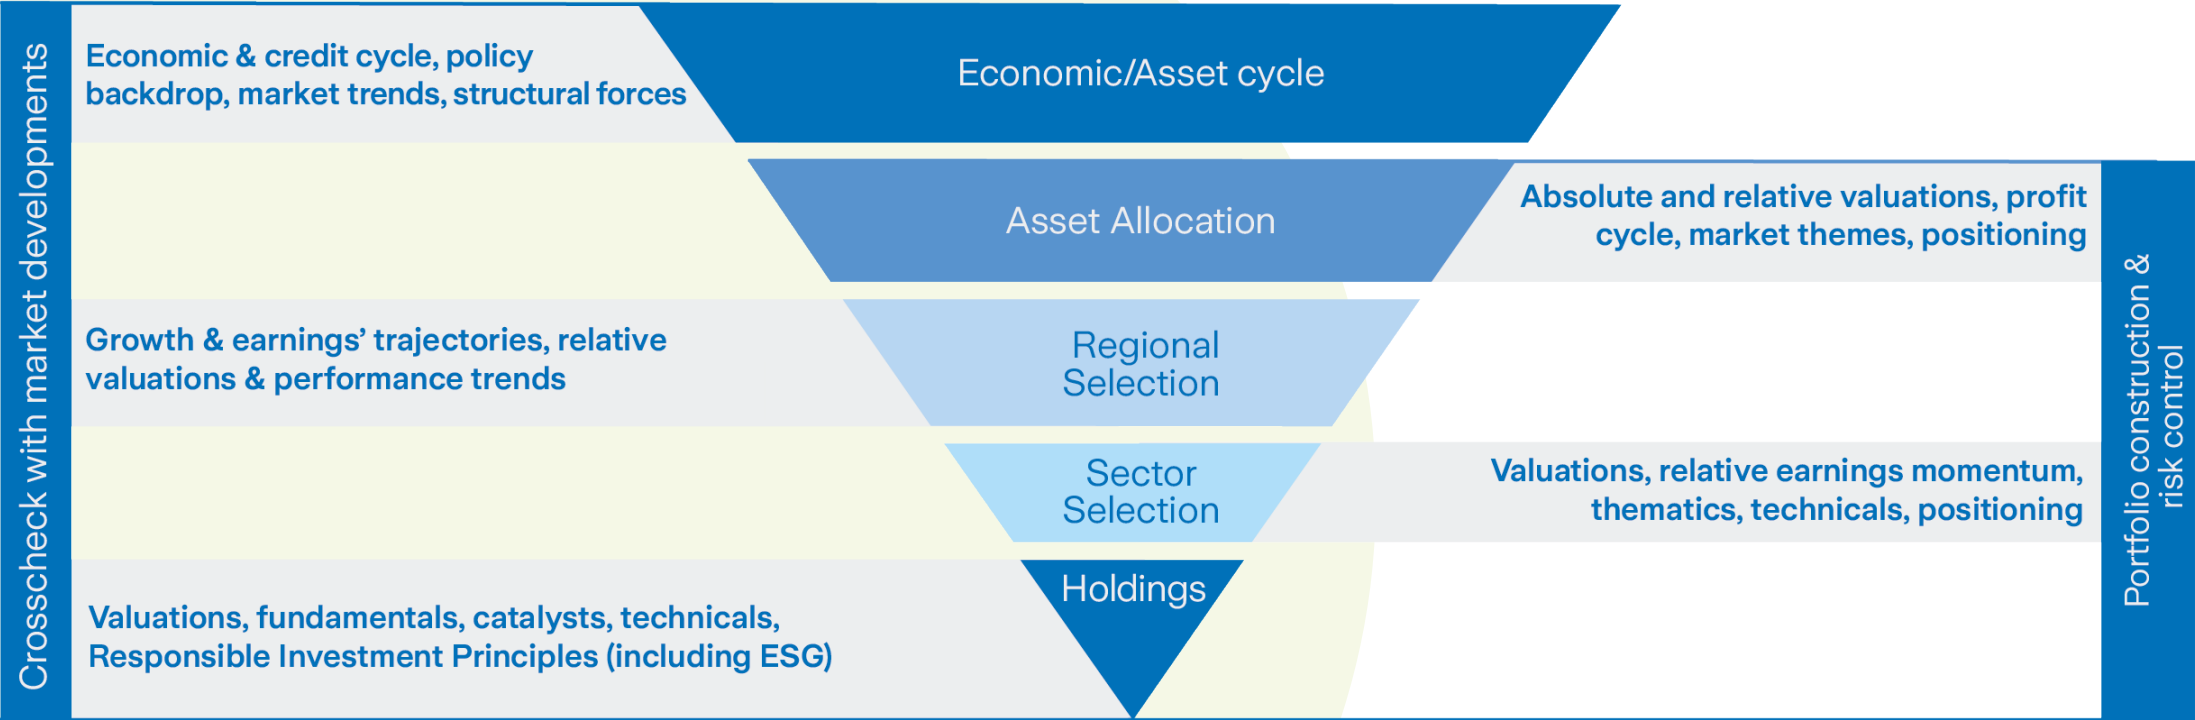 Crosscheck with market developments
Economic & credit cycle, policy
backdrop, market trends, structural forces
Economic/Asset cycle
Asset Allocation
Absolute and relative valuations, profit
cycle, market themes, positioning
Growth & earnings’ trajectories, relative
valuations & performance trends
Regional
Selection
Sector
Selection
Valuations, relative earnings momentum,
thematics, technicals, positioning
Holdings
Valuations, fundamentals, catalysts, technicals,
Responsible Investment Principles (including ESG)
Portfolio construction &
risk control